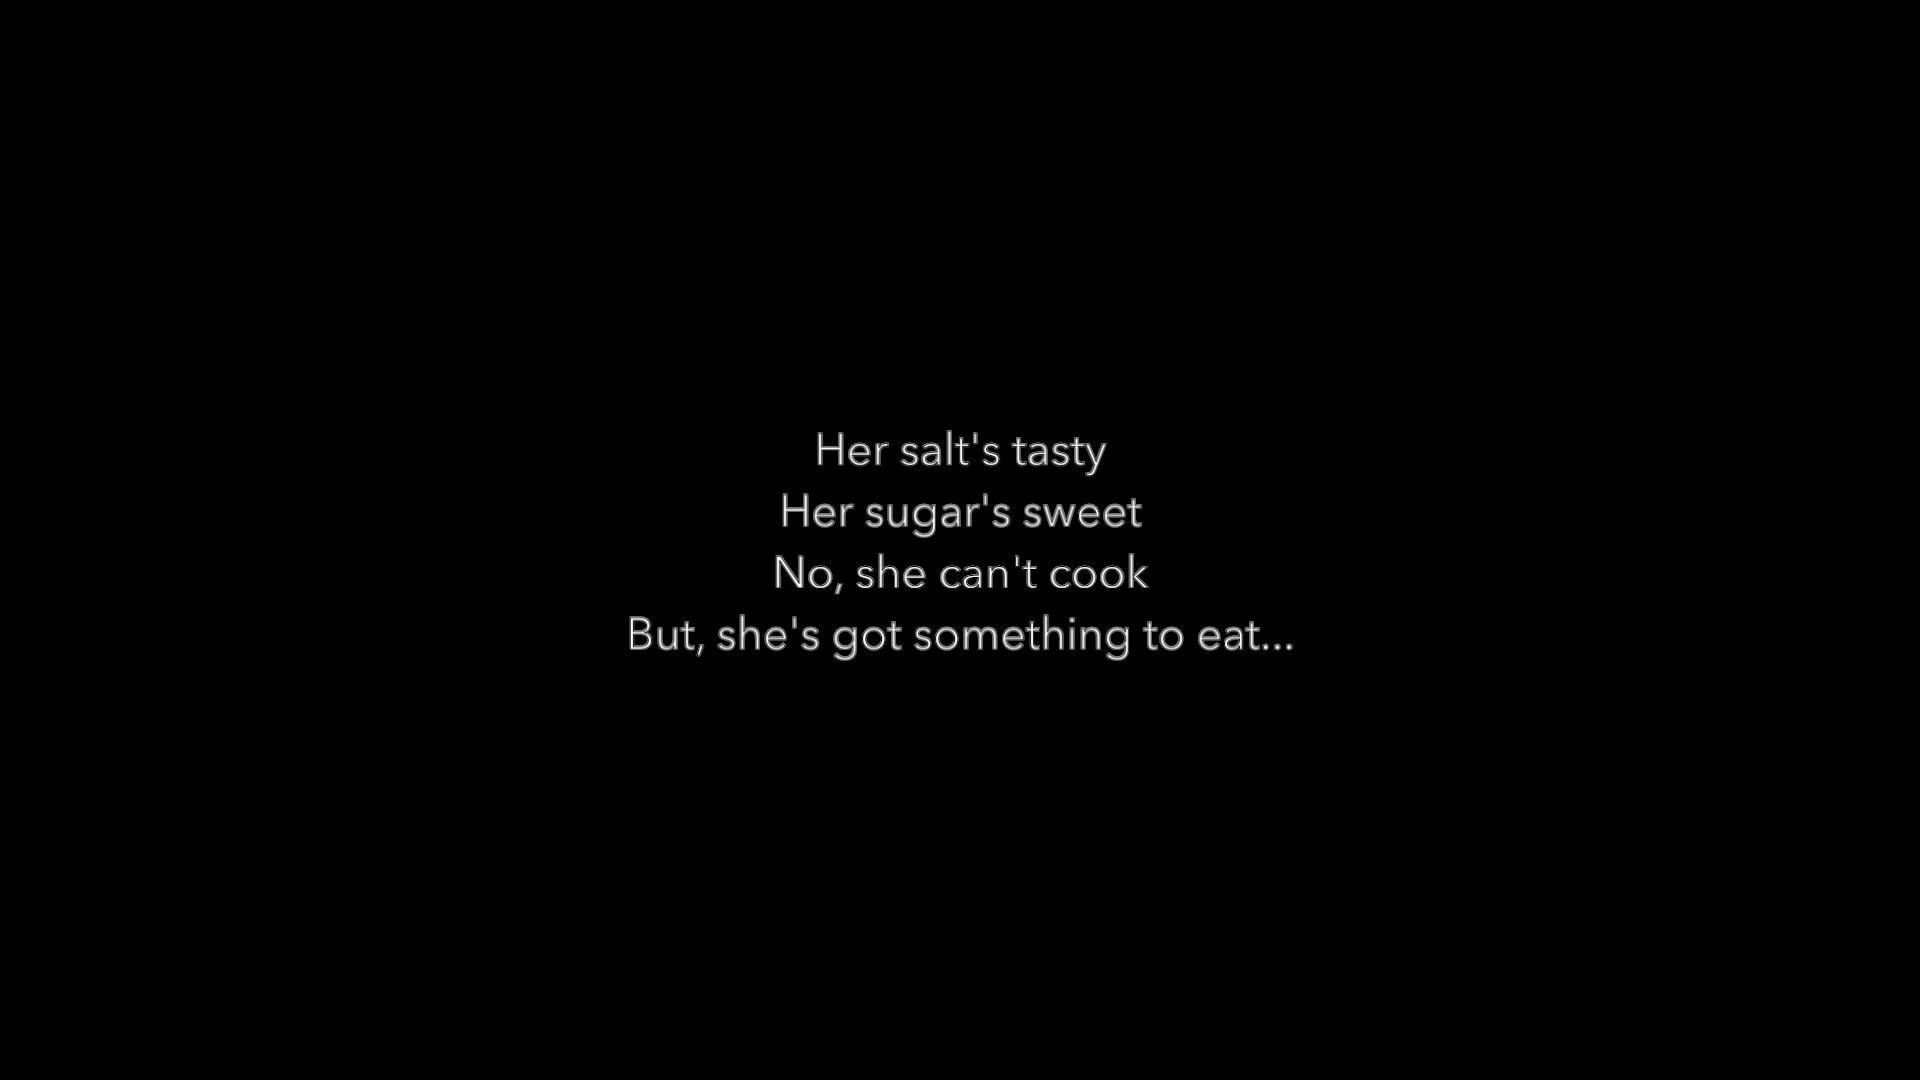 Her salt's tasty
Her sugar's sweet
No, she can't cook
But, she's got something to eat...